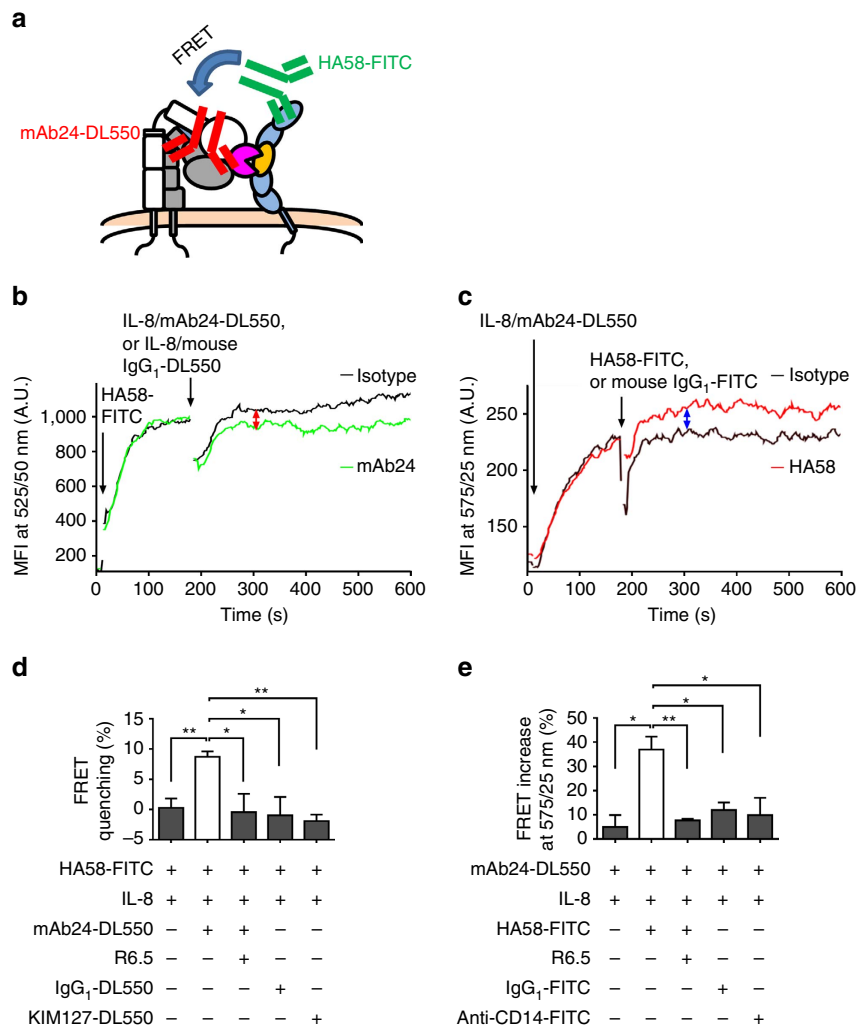 a
FRET
HA58-FITC
mAb24-DL550
b
IL-8/mAb24-DL550,
or IL-8/mouse
IgG1-DL550
HA58-
FITC
Isotype
mAb24
MFI at 525/50 nm (A.U.)
1,000
800
600
400
200
0 100 200 300 400 500 600
Time (s)
c
IL-8/mAb24-DL550
HA58-FITC,
or mouse IgG1-FITC
Isotype
HA58
MFI at 575/25 nm (A.U.)
250
200
150
0 100 200 300 400 500 600
Time (s)
d
**
*
** *
FRET
quenching (%)
15
10
5
0
–5
HA58-FITC + + + + +
IL-8 + + + + +
mAb24-DL550 – + + – –
R6.5 – – + – –
IgG1-DL550 – – – + –
KIM127-DL550 – – – – +
e
*
*
* **
FRET increase
at 575/25 nm (%)
50
40
30
20
10
0
mAb24-DL550 + + + + +
IL-8 + + + + +
HA58-FITC – + + – –
R6.5 – – + – –
IgG1-FITC – – – + –
Anti-CD14-FITC – – – – +